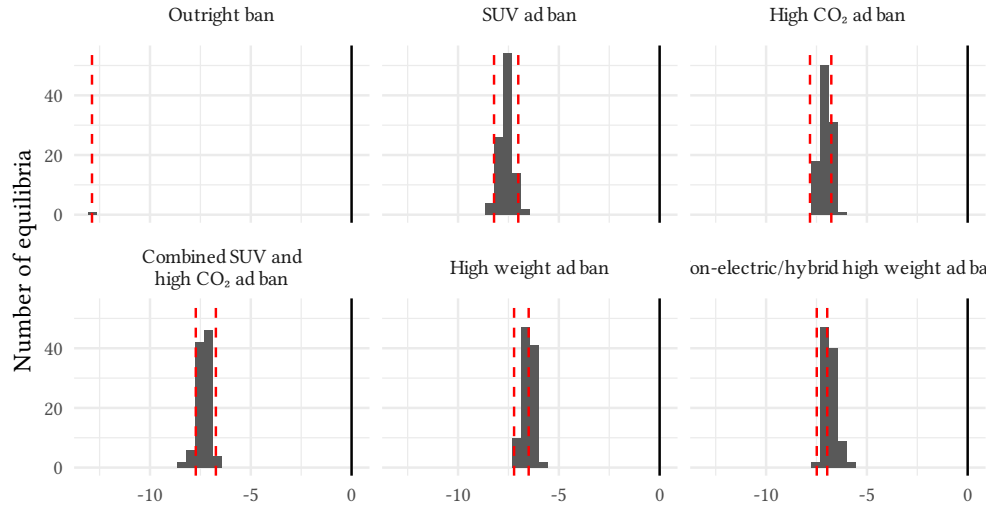 Outright ban
SUV ad ban
High CO₂ ad ban
40
20
0
Number of equilibria
Combined SUV and
high CO₂ ad ban
High weight ad ban
on-electric/hybrid high weight ad ba
40
20
0
-10 -5 0
-10 -5 0
-10 -5 0